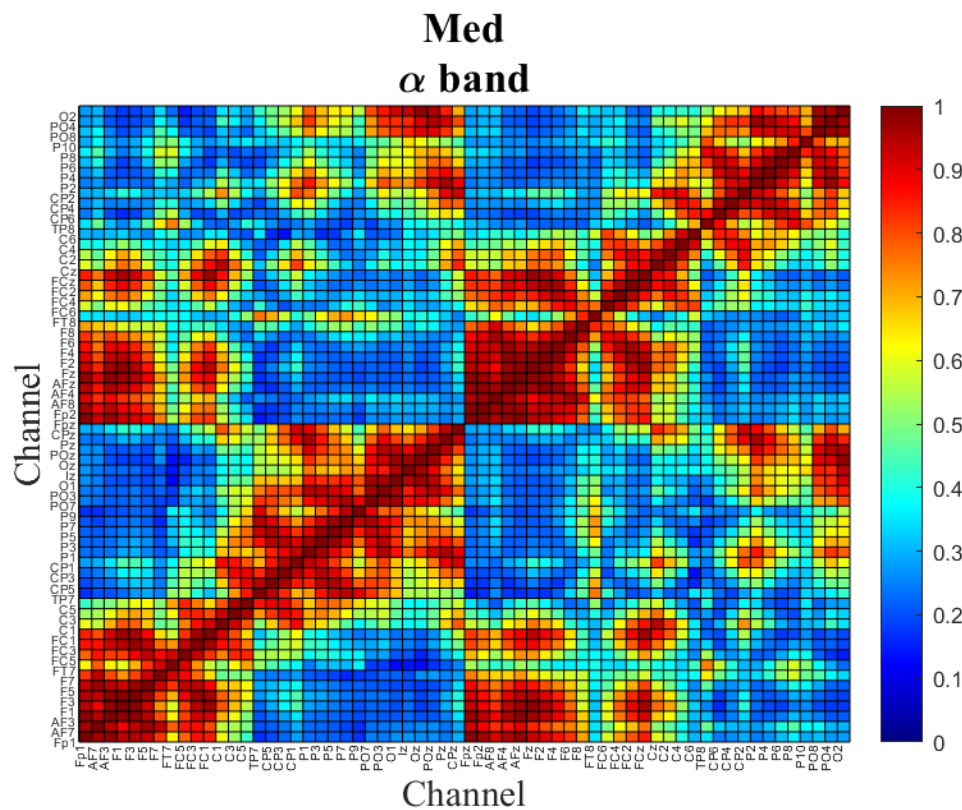 Med
α band
O2
PO4
PO8
P10
P8
P6
P4
P2
CP2
CP4
CP6
TP8
C6
C4
C2
Cz
FCz
FC2
FC4
FC6
FT8
F8
F6
F4
F2
Fz
AFz
AF4
AF8
Fp2
Fpz
CPz
Pz
POz
Oz
Iz
O1
PO3
PO7
P9
P7
P5
P3
P1
CP1
CP3
CP5
TP7
C5
C3
C1
FC1
FC3
FC5
FT7
F7
F5
F3
F1
AF3
AF7
Fp1
Channel
Fp1 AF7 AF3 F1 F3 F5 F7 FT7 FC5 FC3 FC1 C1 C3 C5 TP7 CP5 CP3 CP1 P1 P3 P5 P7 P9 PO7 PO3 O1 Iz Oz POz Pz CPz Fpz Fp2 AF8 AF4 AFz Fz F2 F4 F6 F8 FT8 FC6 FC4 FC2 FCz Cz C2 C4 C6 TP8 CP6 CP4 CP2 P2 P4 P6 P8 P10 PO8 PO4 O2
Channel
1
0.9
0.8
0.7
0.6
0.5
0.4
0.3
0.2
0.1
0